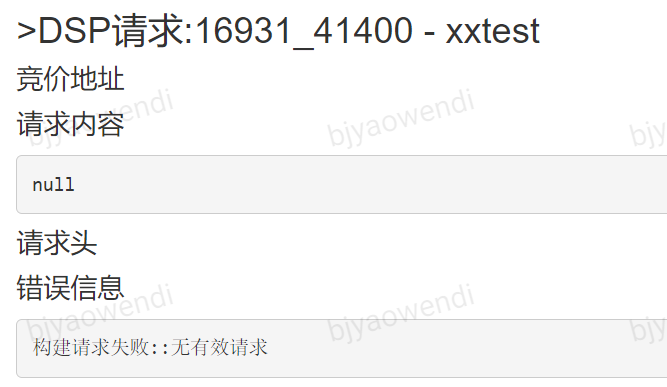 >DSP请求:16931_41400 - xxtest
竞价地址
请求内容
null
请求头
错误信息
构建请求失败::无有效请求
bjyaowendi
bjyaowendi
bjy
bjyaowendi
bjyaowendi
bjy